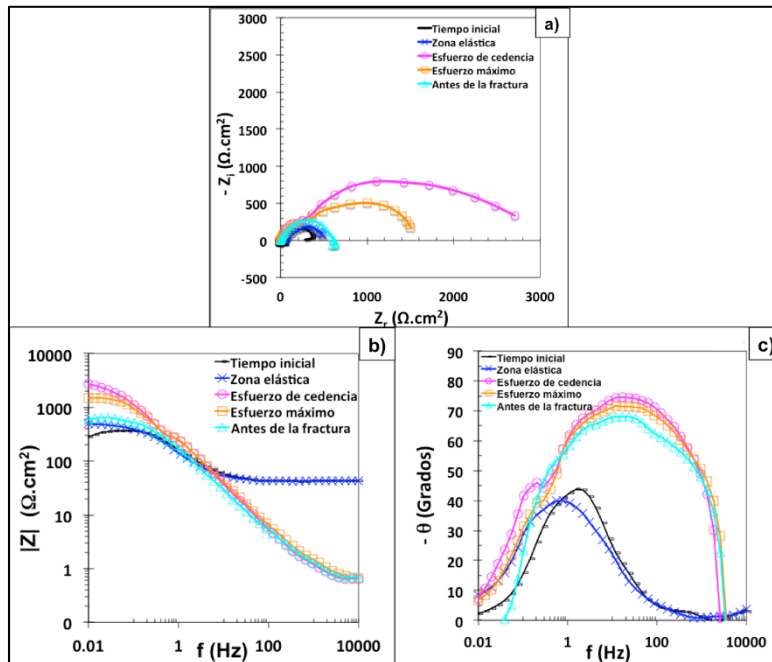 a)
3000
2500
2000
1500
1000
500
0
-500
- Zi (Ω.cm²)
0 1000 2000 3000
Zr (Ω.cm²)
Tiempo inicial
Zona elástica
Esfuerzo de cedencia
Esfuerzo máximo
Antes de la fractura
b)
10000
1000
100
10
1
0
|Z| (Ω.cm²)
0.01 1 100 10000
f (Hz)
Tiempo inicial
Zona elástica
Esfuerzo de cedencia
Esfuerzo máximo
Antes de la fractura
c)
90
80
70
60
50
40
30
20
10
0
- θ (Grados)
0.01 1 100 10000
f (Hz)
Tiempo inicial
Zona elástica
Esfuerzo de cedencia
Esfuerzo máximo
Antes de la fractura